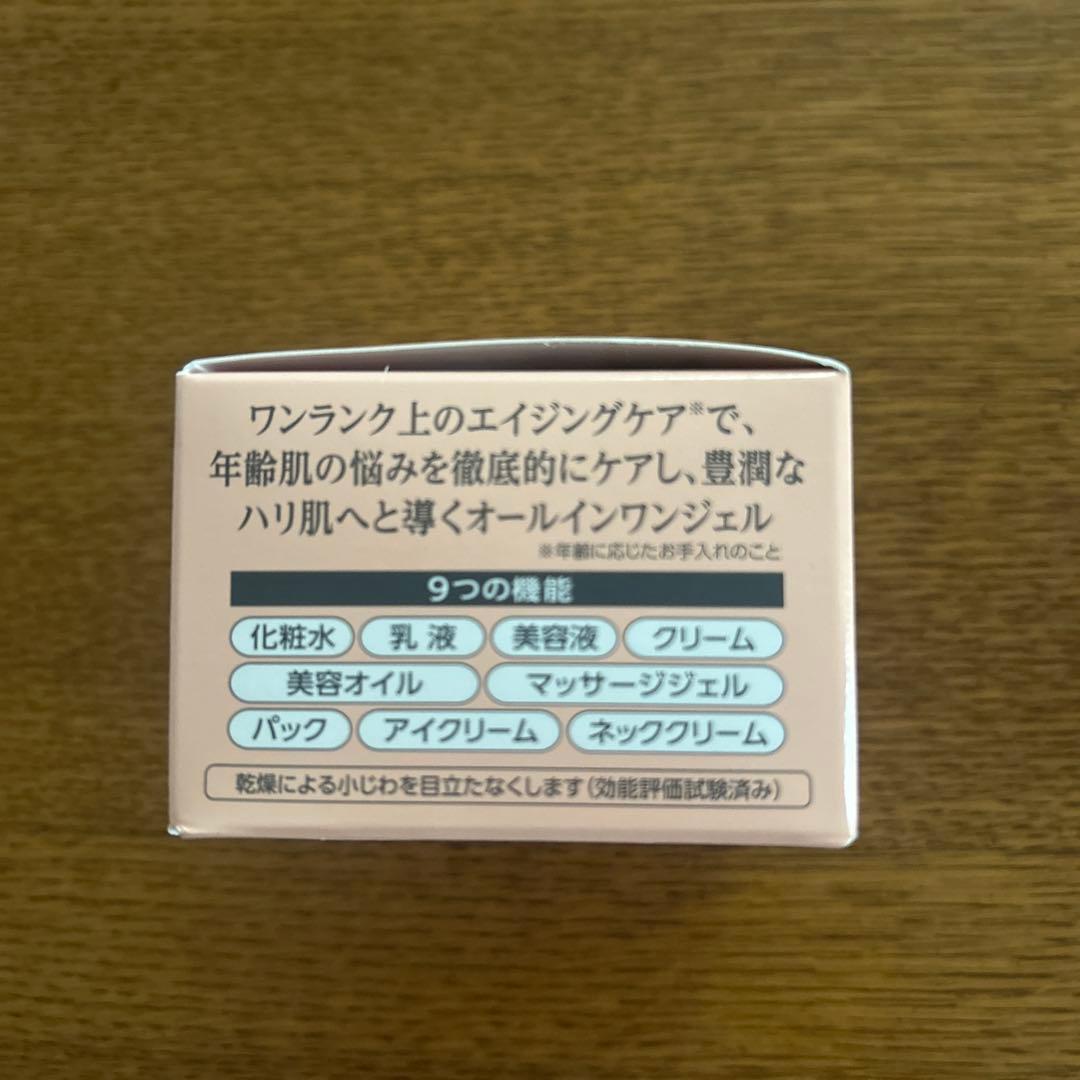 ワンランク上のエイジングケア※で、
年齢肌の悩みを徹底的にケアし、豊潤な
ハリ肌へと導くオールインワンジェル
※年齢に応じたお手入れのこと
9つの機能
化粧水 乳液 美容液 クリーム
美容オイル マッサージジェル
パック アイクリーム ネッククリーム
乾燥による小じわを目立たなくします(効能評価試験済み)